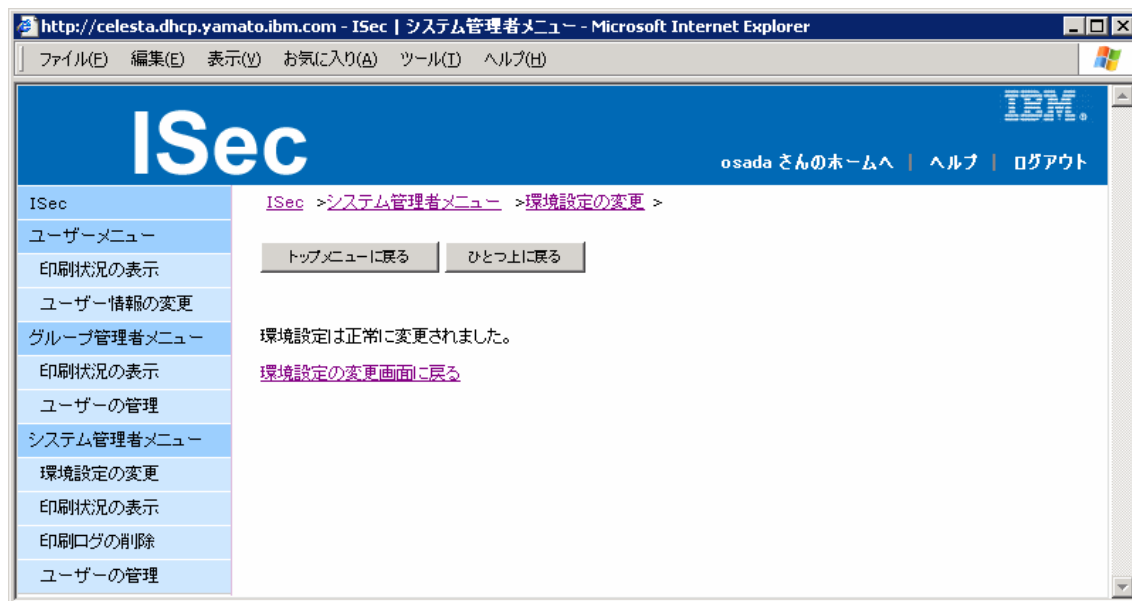 http://celesta.dhcp.yamato.ibm.com - ISec | システム管理者メニュー - Microsoft Internet Explorer
ファイル(F) 編集(E) 表示(V) お気に入り(A) ツール(T) ヘルプ(H)
IBM.
ISec
osada さんのホームへ | ヘルプ | ログアウト
ISec
ユーザーメニュー
印刷状況の表示
ユーザー情報の変更
グループ管理者メニュー
印刷状況の表示
ユーザーの管理
システム管理者メニュー
環境設定の変更
印刷状況の表示
印刷ログの削除
ユーザーの管理
ISec >システム管理者メニュー >環境設定の変更 >
トップメニューに戻る ひとつ上に戻る
環境設定は正常に変更されました。
環境設定の変更画面に戻る